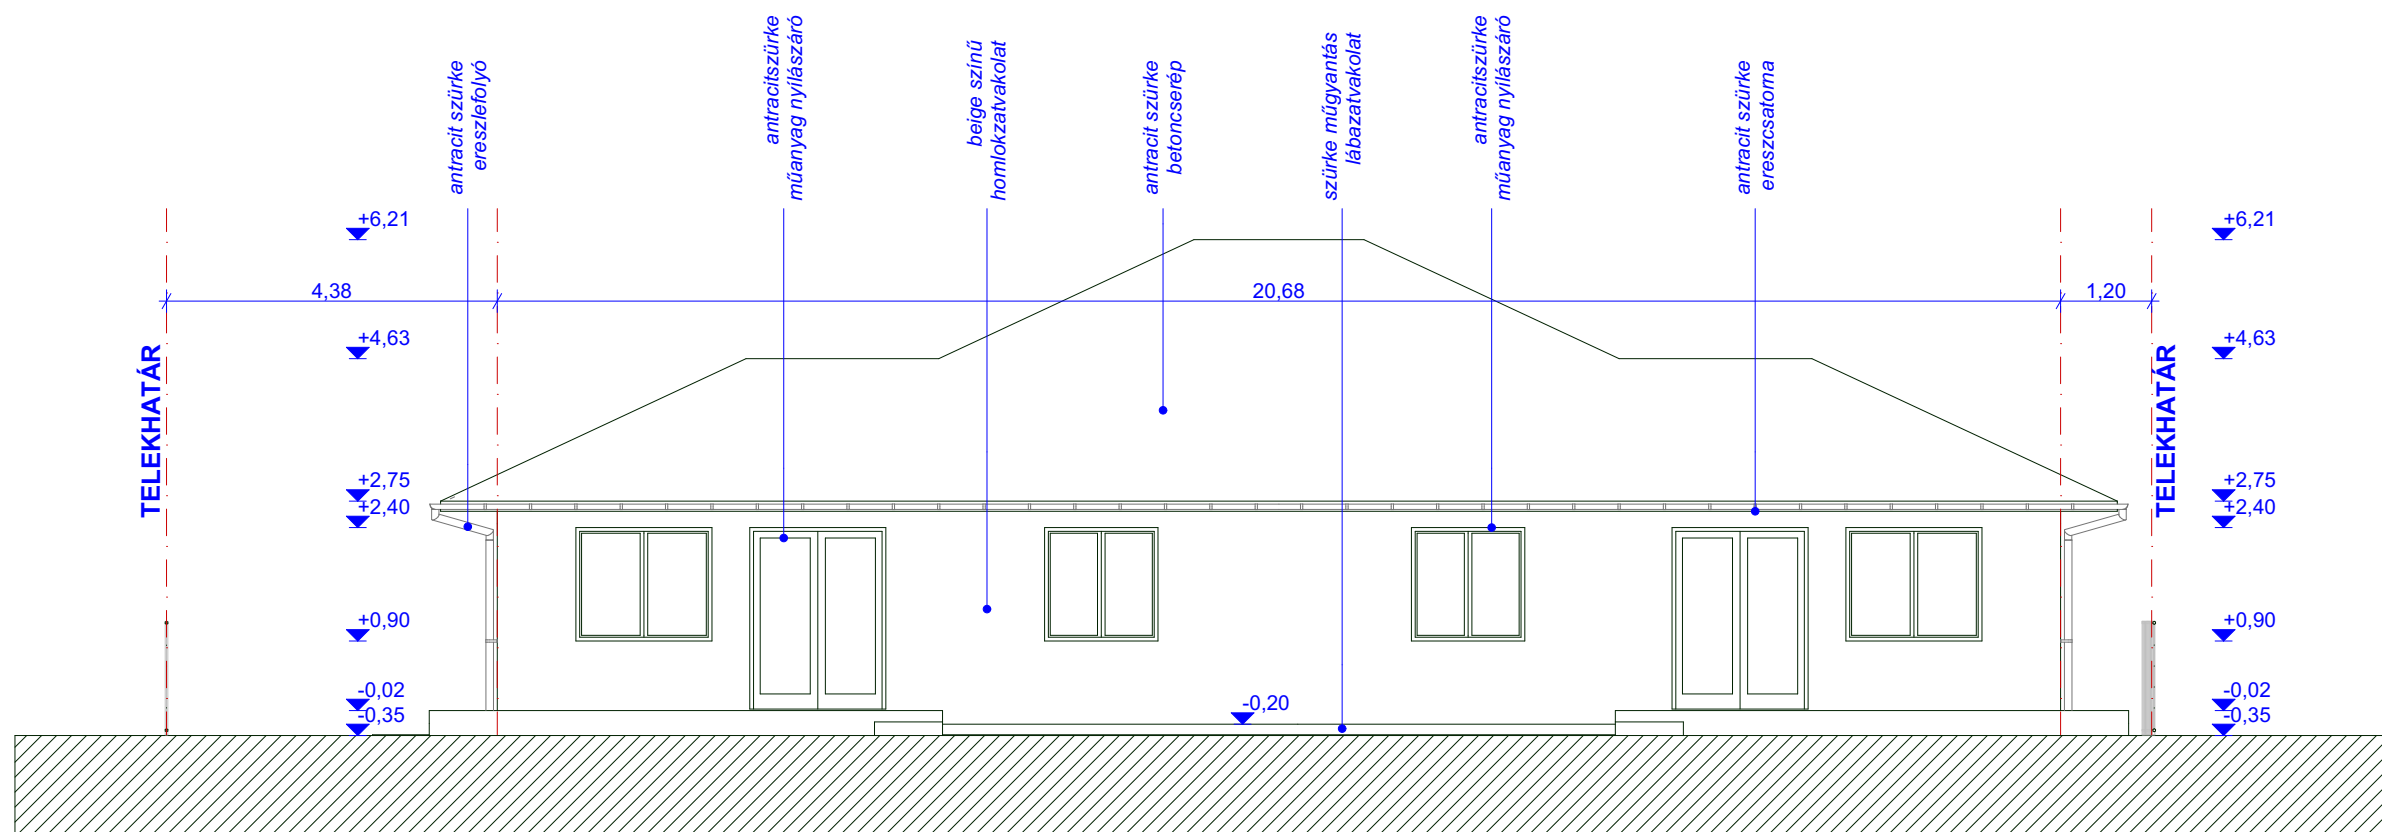 antracit szürke
ereszlefolyó
antracitszürke
műanyag nyílászáró
beige színű
homlokzatvakolat
antracit szürke
betoncserép
szürke műgyantás
lábazatvakolat
antracitszürke
műanyag nyílászáró
antracit szürke
ereszcsatorna
+6,21
+6,21
4,38
20,68
1,20
+4,63
+4,63
TELEKHATÁR
TELEKHATÁR
+2,75
+2,75
+2,40
+2,40
+0,90
+0,90
-0,02
-0,20
-0,02
-0,35
-0,35